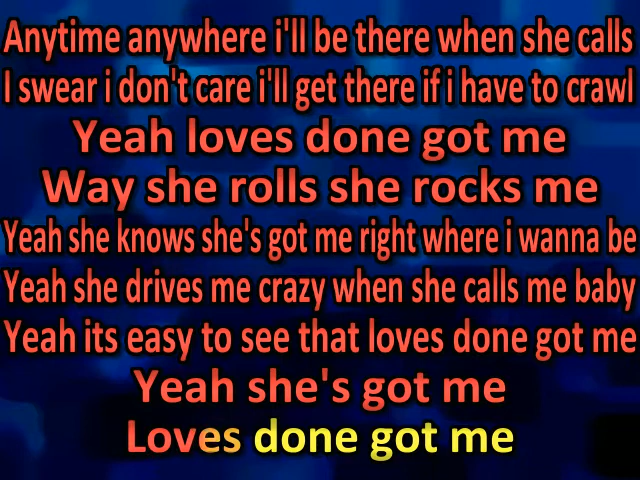 Anytime anywhere i'll be there when she calls
I swear i don't care i'll get there if i have to crawl
Yeah loves done got me
Way she rolls she rocks me
Yeah she knows she's got me right where i wanna be
Yeah she drives me crazy when she calls me baby
Yeah its easy to see that loves done got me
Yeah she's got me
Loves done got me